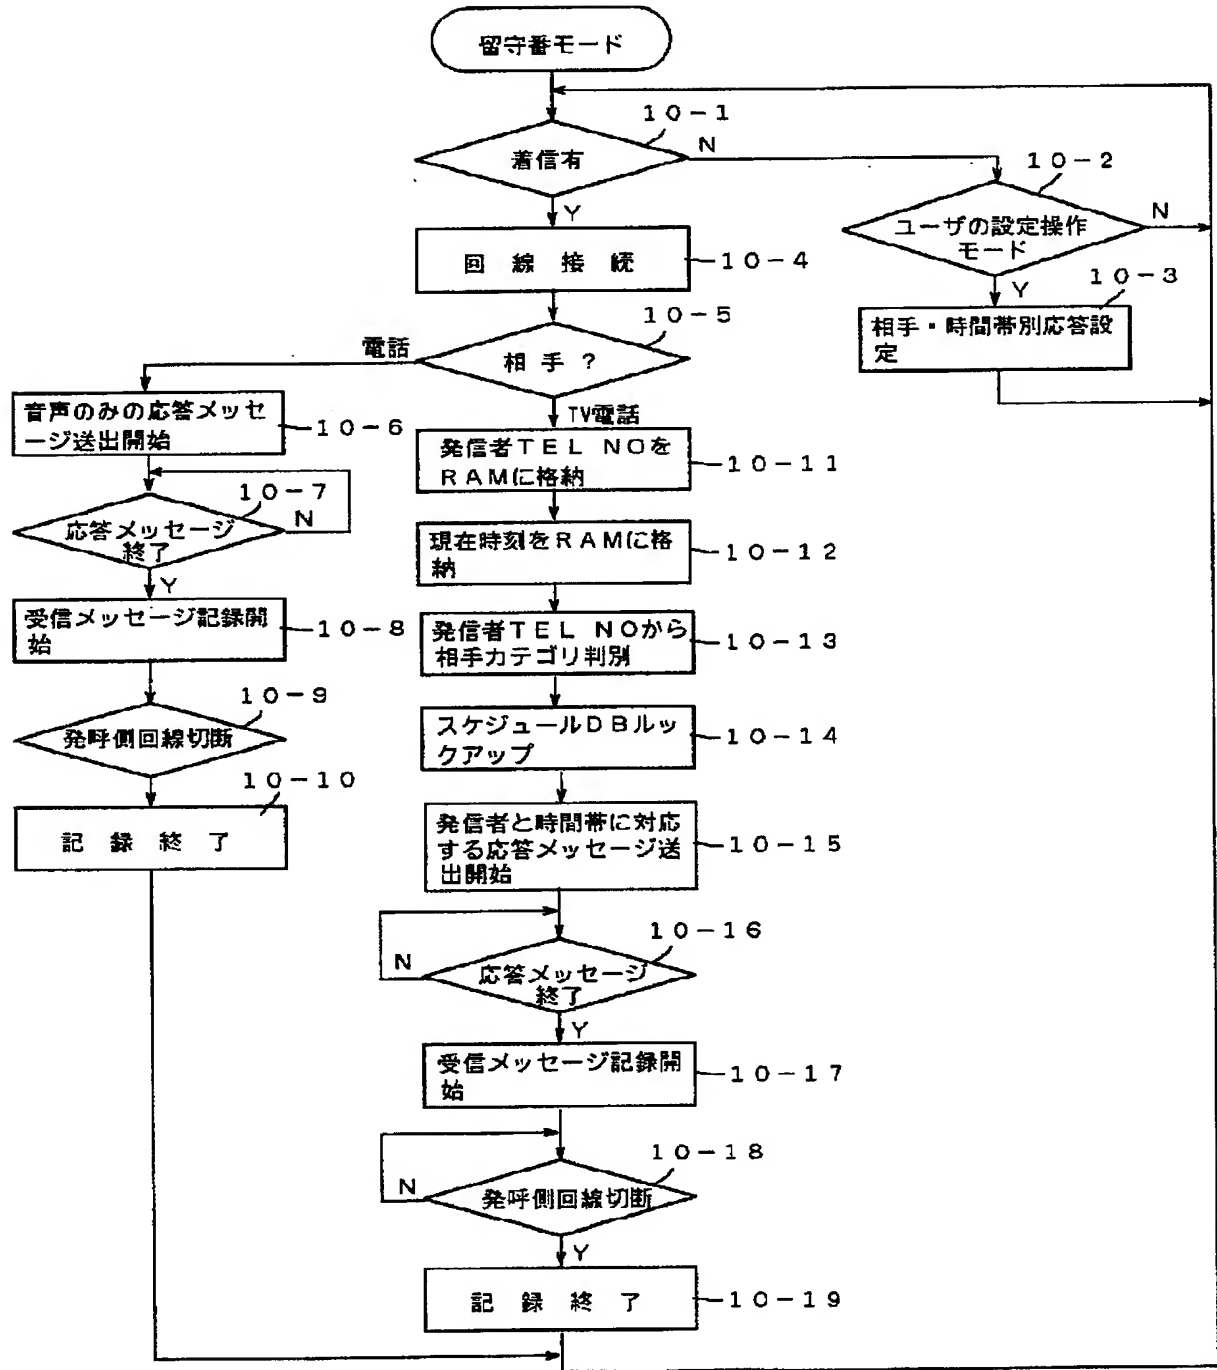 留守番モード
10-1
着信有
N
Y
10-2
ユーザの設定操作
モード
N
Y
10-3
相手・時間帯別応答設
定
回線接続
10-4
10-5
相手?
電話
TV電話
音声のみの応答メッセ
ージ送出開始
10-6
10-7
応答メッセージ
終了
N
Y
受信メッセージ記録開
始
10-8
10-9
発呼側回線切断
10-10
記録終了
発信者TEL NOを
RAMに格納
10-11
現在時刻をRAMに格
納
10-12
発信者TEL NOから
相手カテゴリ判別
10-13
スケジュールDBルッ
クアップ
10-14
発信者と時間帯に対応
する応答メッセージ送
出開始
10-15
10-16
応答メッセージ
終了
N
Y
受信メッセージ記録開
始
10-17
10-18
発呼側回線切断
N
Y
記録終了
10-19